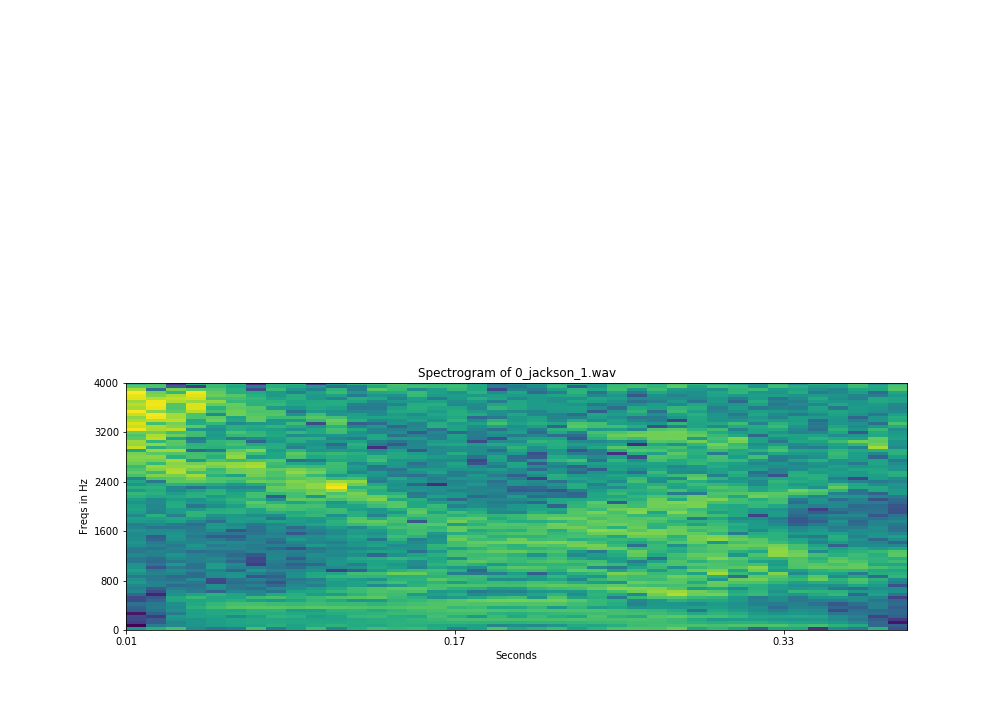 Spectrogram of 0_jackson_1.wav
Freqs in Hz
4000
3200
2400
1600
800
0
0.01 0.17 0.33
Seconds